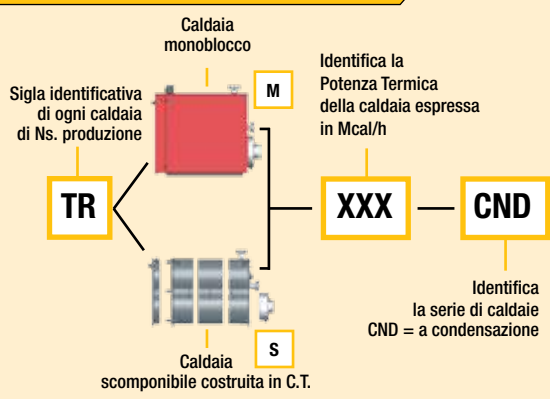 Caldaia
monoblocco
M
Sigla identificativa
di ogni caldaia
di Ns. produzione
TR
Identifica la
Potenza Termica
della caldaia espressa
in Mcal/h
XXX
CND
Identifica
la serie di caldaie
CND = a condensazione
S
Caldaia
scomponibile costruita in C.T.